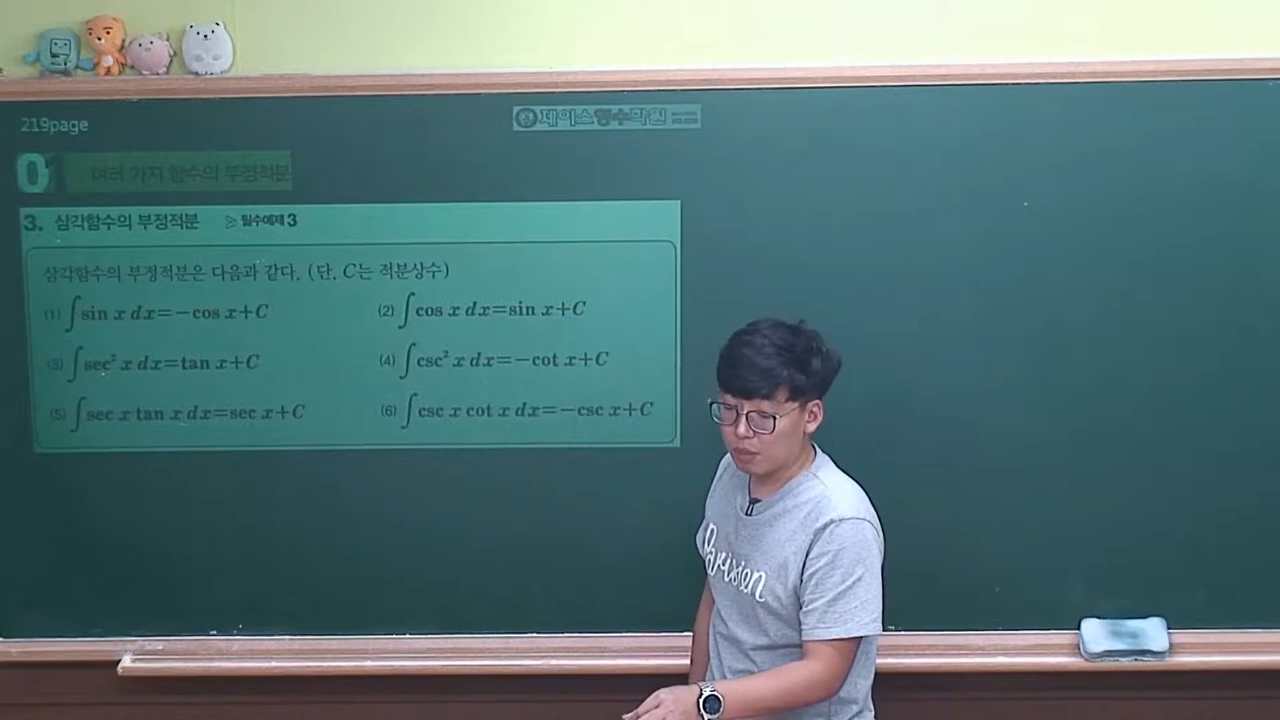 219page
제이스영수학원
0
여러 가지 함수의 부정적분
3. 삼각함수의 부정적분 ▷ 필수예제 3
삼각함수의 부정적분은 다음과 같다. (단, C는 적분상수)
(1) ∫sin x dx=−cos x+C (2) ∫cos x dx=sin x+C
(3) ∫sec² x dx=tan x+C (4) ∫csc² x dx=−cot x+C
(5) ∫sec x tan x dx=sec x+C (6) ∫csc x cot x dx=−csc x+C
Parisien